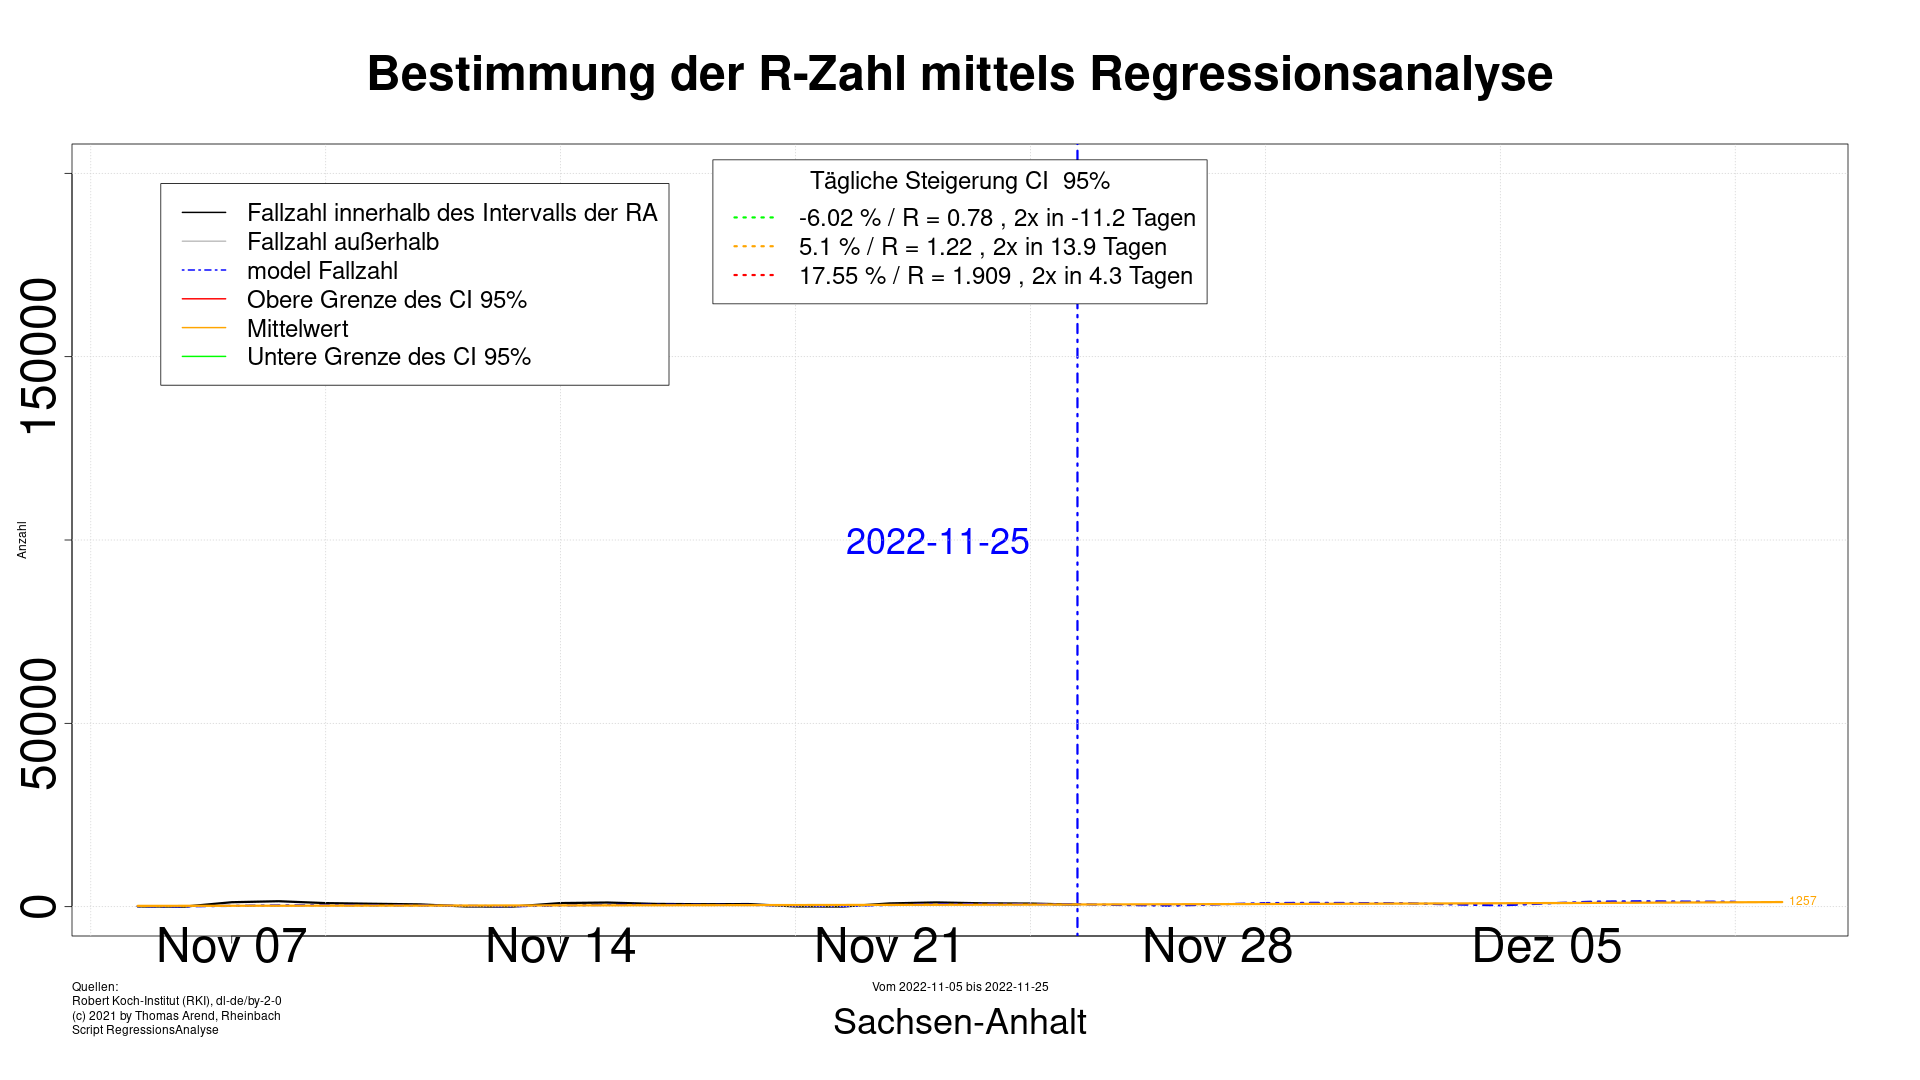 Bestimmung der R-Zahl mittels Regressionsanalyse
Fallzahl innerhalb des Intervalls der RA
Fallzahl außerhalb
model Fallzahl
Obere Grenze des CI 95%
Mittelwert
Untere Grenze des CI 95%
Tägliche Steigerung CI  95%
-6.02 % / R = 0.78 , 2x in -11.2 Tagen
5.1 % / R = 1.22 , 2x in 13.9 Tagen
17.55 % / R = 1.909 , 2x in 4.3 Tagen
150000
50000
0
Anzahl
2022-11-25
1257
Nov 07
Nov 14
Nov 21
Nov 28
Dez 05
Quellen:
Robert Koch-Institut (RKI), dl-de/by-2-0
(c) 2021 by Thomas Arend, Rheinbach
Script RegressionsAnalyse
Vom 2022-11-05 bis 2022-11-25
Sachsen-Anhalt